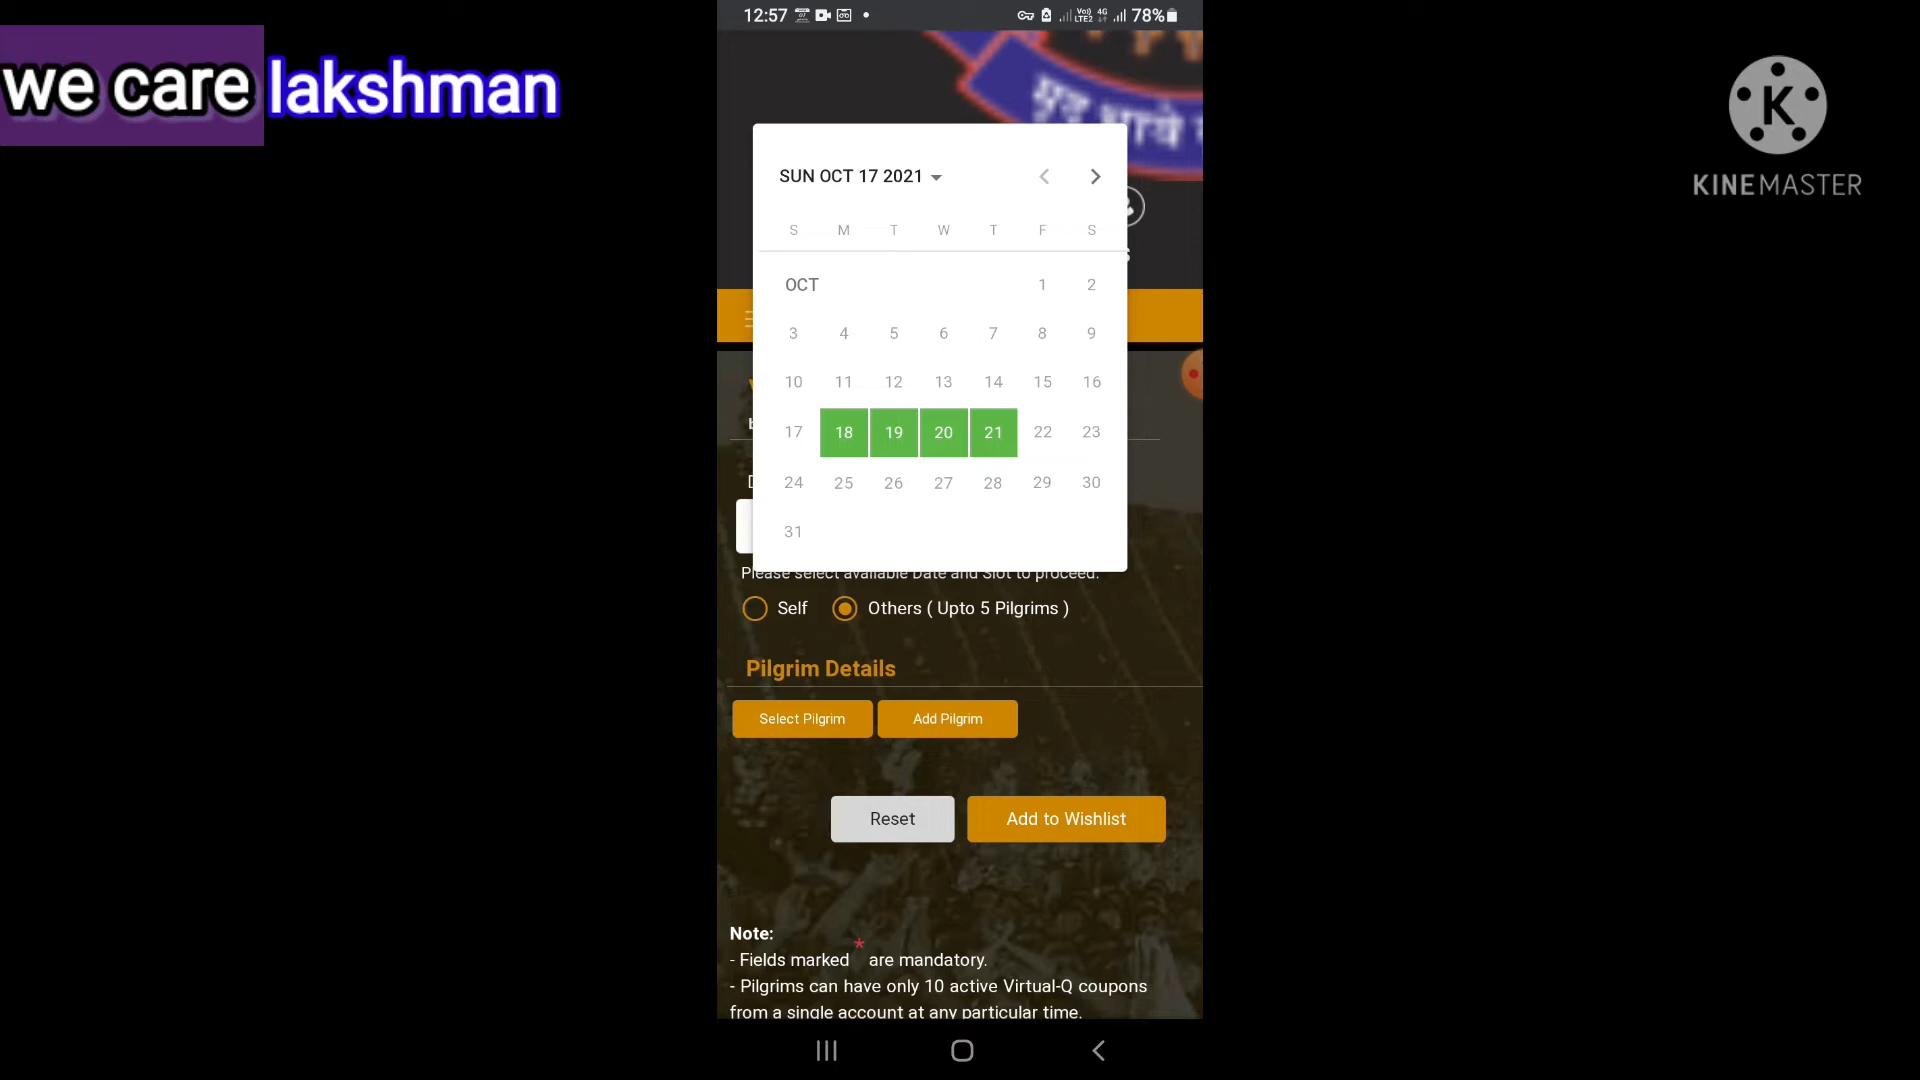 we care lakshman
KINEMASTER
12:57
Vo)) LTE2 4G 78%
SUN OCT 17 2021
S M T W T F S
OCT 1 2
3 4 5 6 7 8 9
10 11 12 13 14 15 16
17 18 19 20 21 22 23
24 25 26 27 28 29 30
31
Please select available Date and Slot to proceed.
Self Others ( Upto 5 Pilgrims )
Pilgrim Details
Select Pilgrim Add Pilgrim
Reset Add to Wishlist
Note:
- Fields marked * are mandatory.
- Pilgrims can have only 10 active Virtual-Q coupons
from a single account at any particular time.